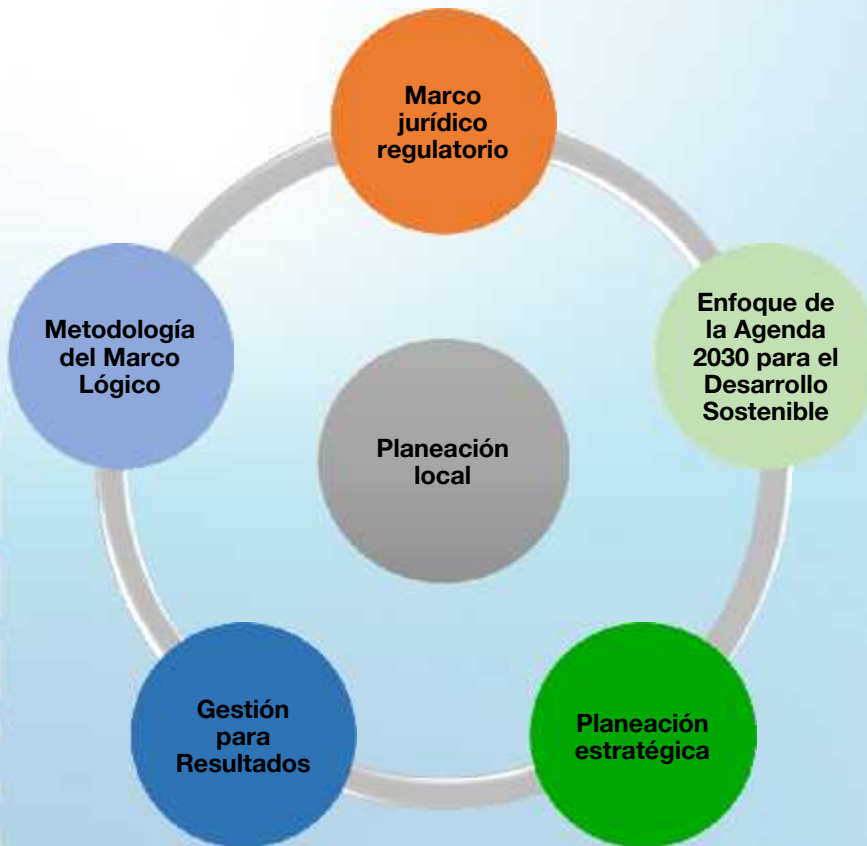 Marco
jurídico
regulatorio
Enfoque de
la Agenda
2030 para el
Desarrollo
Sostenible
Planeación
estratégica
Gestión
para
Resultados
Metodología
del Marco
Lógico
Planeación
local